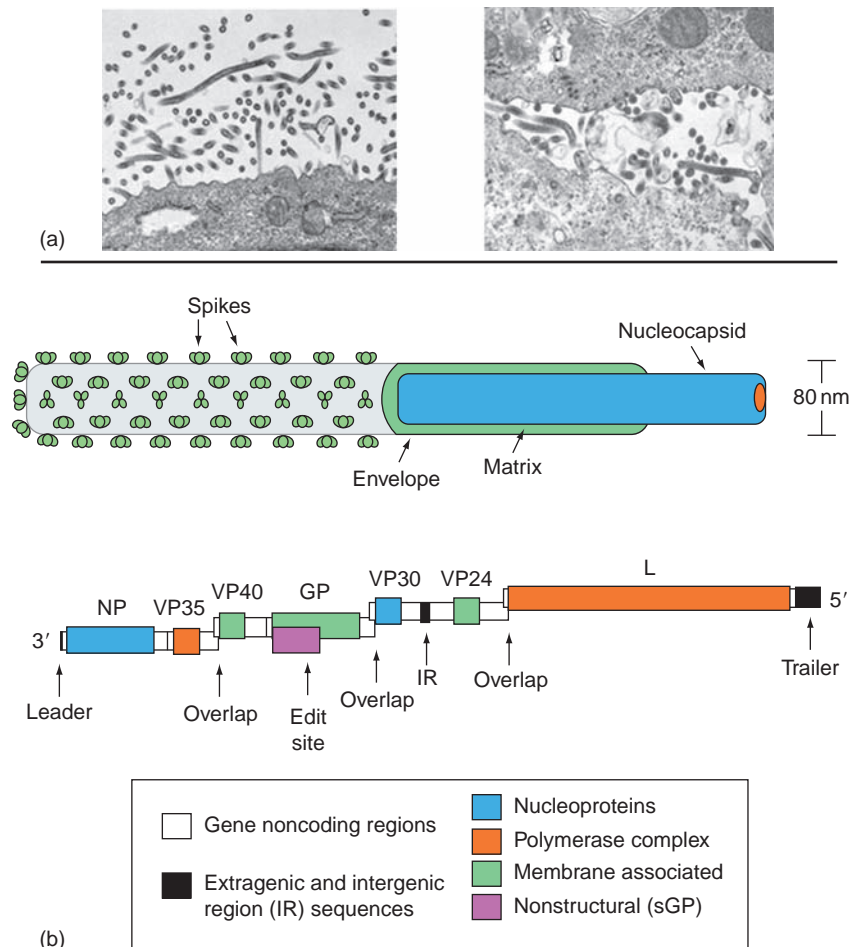 (a)
Spikes
Nucleocapsid
80 nm
Matrix
Envelope
L
VP30
VP24
VP40
GP
NP
VP35
5′
3′
IR
Trailer
Overlap
Overlap
Leader
Overlap
Edit
site
Gene noncoding regions
Extragenic and intergenic
region (IR) sequences
Nucleoproteins
Polymerase complex
Membrane associated
Nonstructural (sGP)
(b)